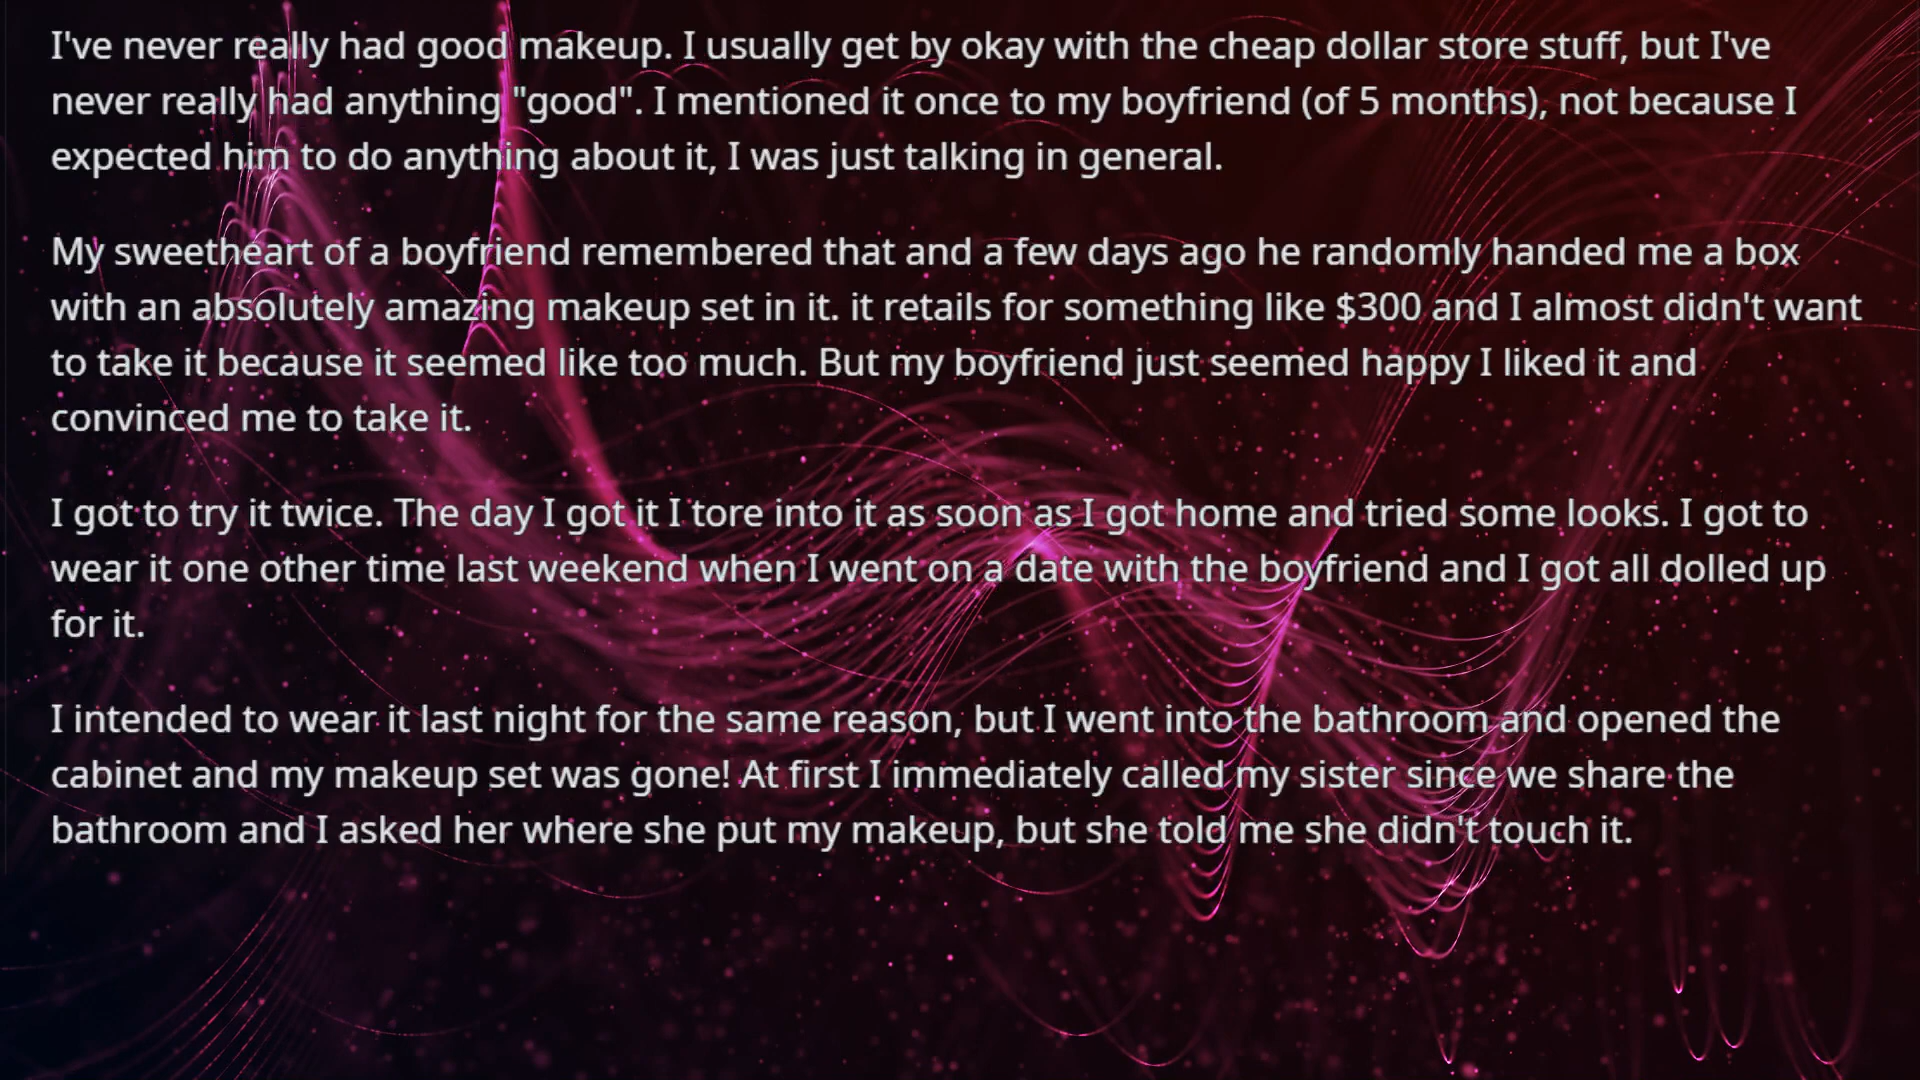 I've never really had good makeup. I usually get by okay with the cheap dollar store stuff, but I've
never really had anything "good". I mentioned it once to my boyfriend (of 5 months), not because I
expected him to do anything about it, I was just talking in general.
My sweetheart of a boyfriend remembered that and a few days ago he randomly handed me a box
with an absolutely amazing makeup set in it. it retails for something like $300 and I almost didn't want
to take it because it seemed like too much. But my boyfriend just seemed happy I liked it and
convinced me to take it.
I got to try it twice. The day I got it I tore into it as soon as I got home and tried some looks. I got to
wear it one other time last weekend when I went on a date with the boyfriend and I got all dolled up
for it.
I intended to wear it last night for the same reason, but I went into the bathroom and opened the
cabinet and my makeup set was gone! At first I immediately called my sister since we share the
bathroom and I asked her where she put my makeup, but she told me she didn't touch it.